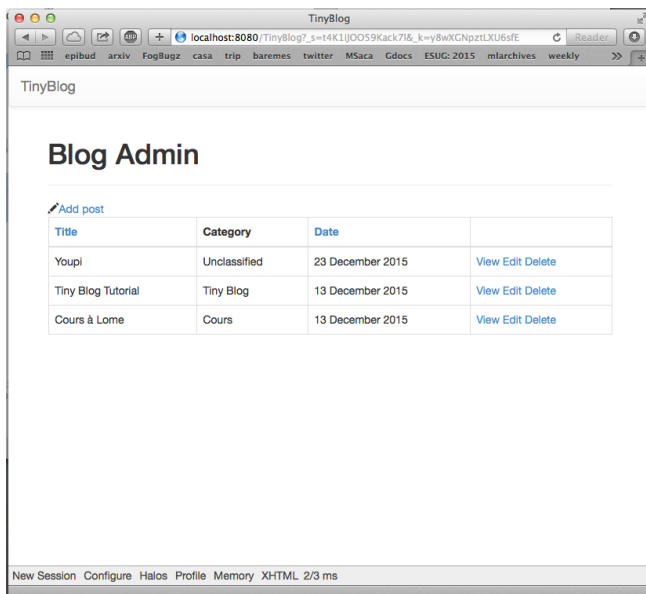 TinyBlog
ABP
localhost:8080/TinyBlog?_s=t4K1iJOO59Kack7l&_k=y8wXGNpztLXU6sfE Reader
epibud arxiv FogBugz casa trip baremes twitter MSaca Gdocs ESUG: 2015 mlarchives weekly
TinyBlog
Blog Admin
Add post
Title Category Date
Youpi Unclassified 23 December 2015 View Edit Delete
Tiny Blog Tutorial Tiny Blog 13 December 2015 View Edit Delete
Cours à Lome Cours 13 December 2015 View Edit Delete
New Session Configure Halos Profile Memory XHTML 2/3 ms